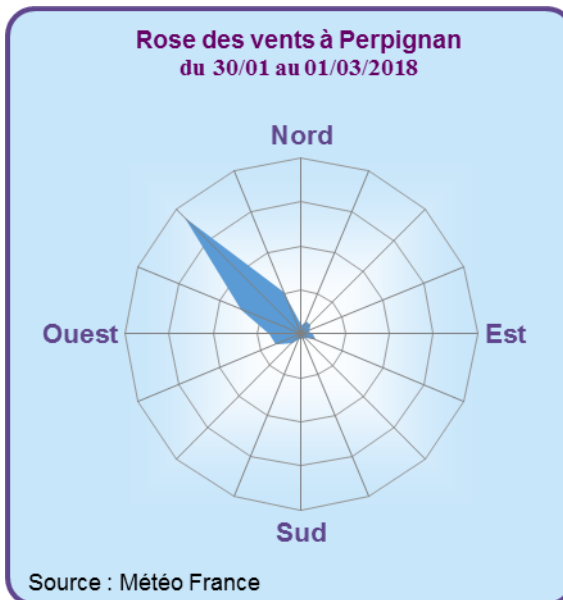 Rose des vents à Perpignan
du 30/01 au 01/03/2018
Nord
Ouest
Est
Sud
Source : Météo France